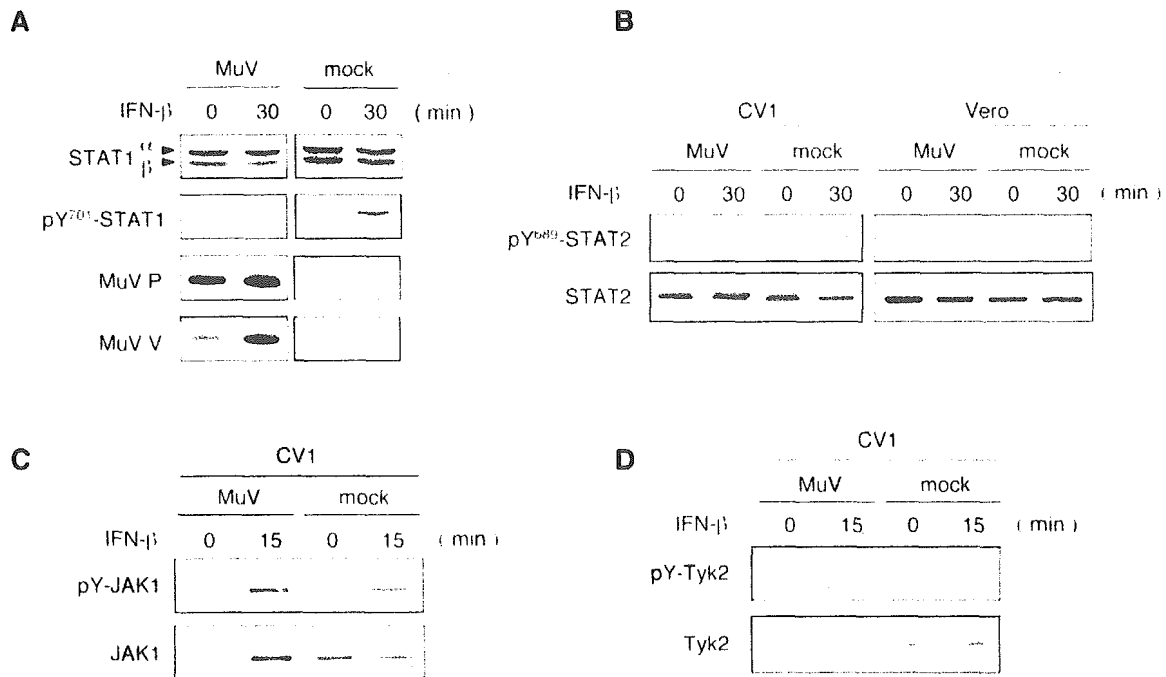 A
MuV mock
IFN-β 0 30 0 30 (min)
STAT1 α
β
pY⁷⁰¹-STAT1
MuV P
MuV V
B
CV1 Vero
MuV mock MuV mock
IFN-β 0 30 0 30 0 30 0 30 (min)
pY⁶⁸⁹-STAT2
STAT2
C
CV1
MuV mock
IFN-β 0 15 0 15 (min)
pY-JAK1
JAK1
D
CV1
MuV mock
IFN-β 0 15 0 15 (min)
pY-Tyk2
Tyk2